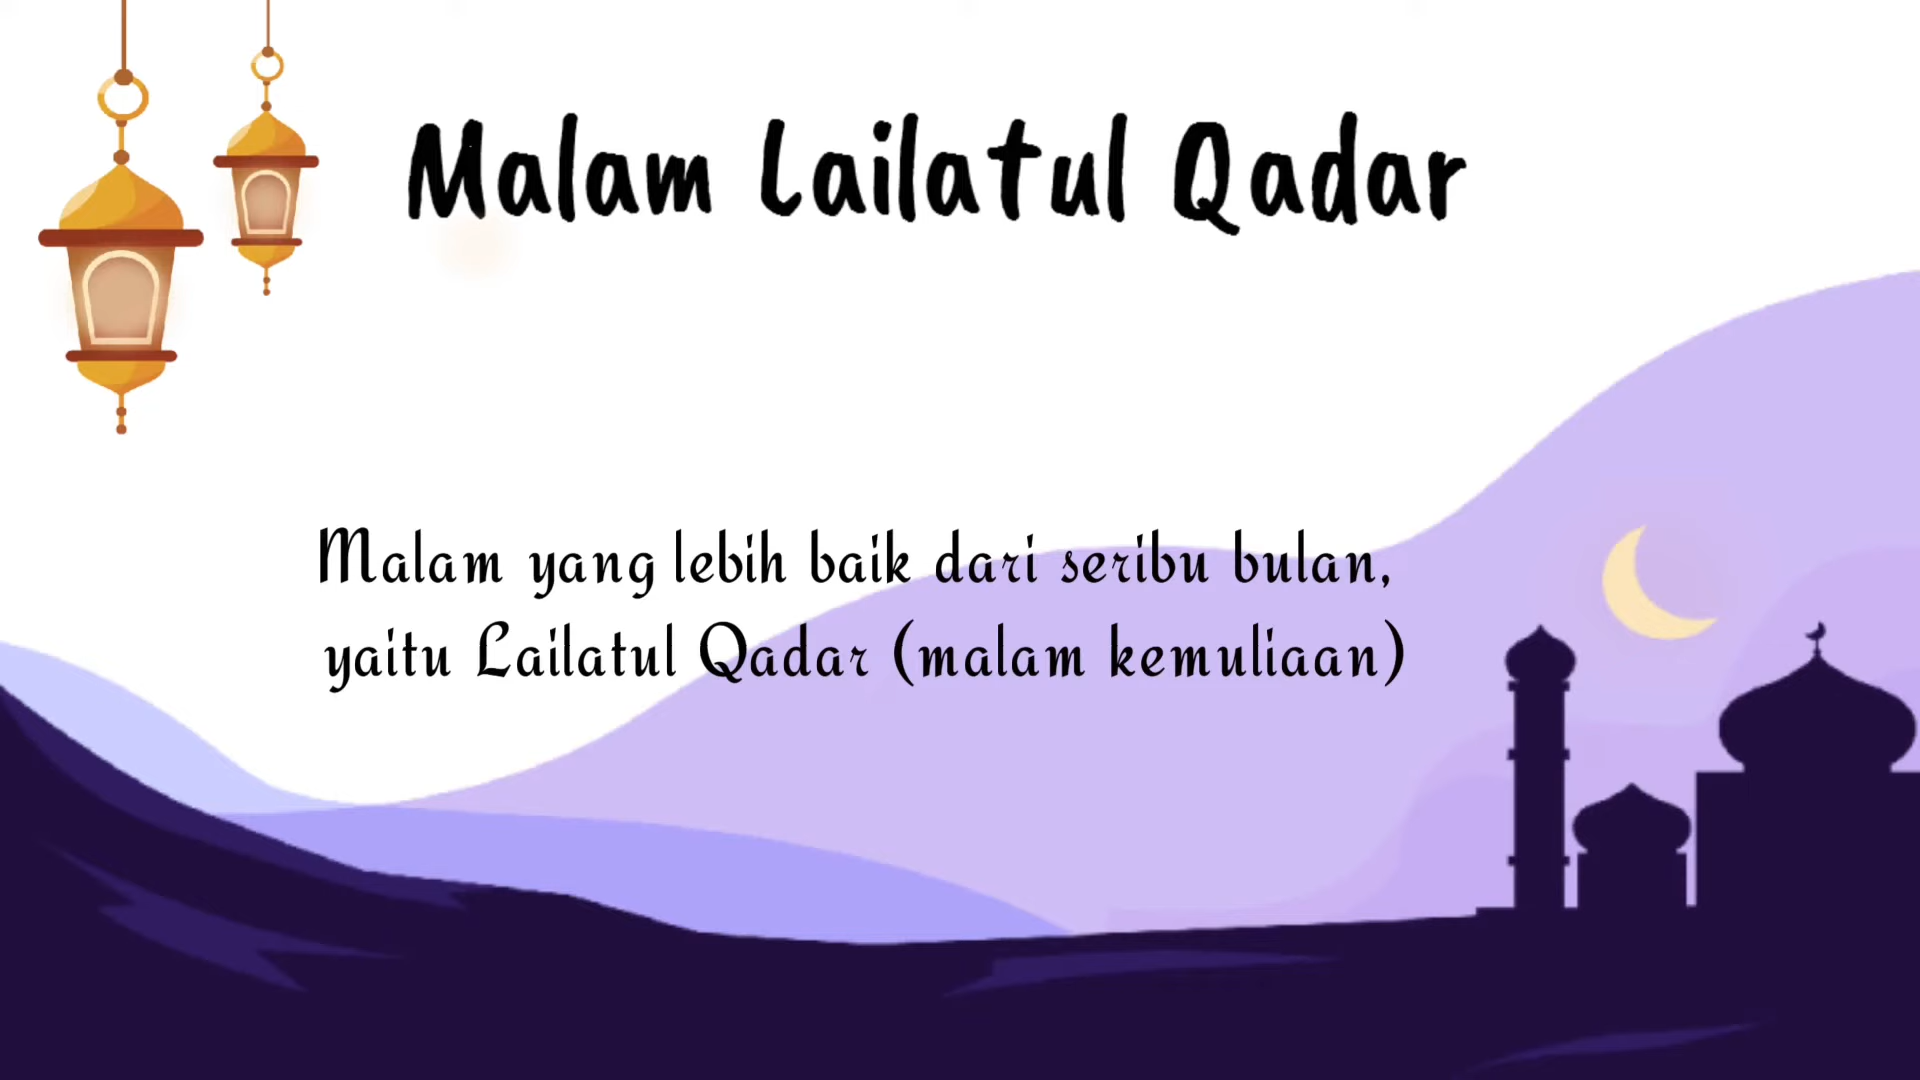 Malam Lailatul Qadar
Malam yang lebih baik dari seribu bulan,
yaitu Lailatul Qadar (malam kemuliaan)